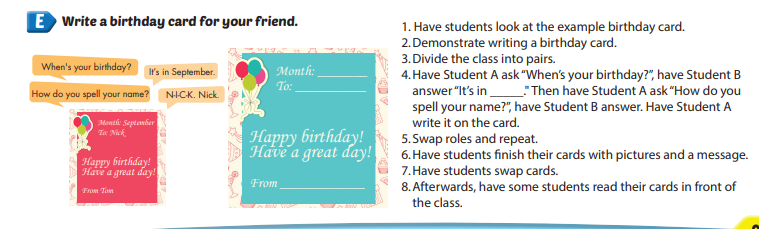 E Write a birthday card for your friend.
When's your birthday?
It's in September.
How do you spell your name?
N-I-C-K. Nick.
Month: September
To: Nick
Happy birthday!
Have a great day!
From Tom
Month: ________
To: ____________
Happy birthday!
Have a great day!
From ______________
1. Have students look at the example birthday card.
2. Demonstrate writing a birthday card.
3. Divide the class into pairs.
4. Have Student A ask “When’s your birthday?”, have Student B
answer “It’s in _____." Then have Student A ask “How do you
spell your name?”, have Student B answer. Have Student A
write it on the card.
5. Swap roles and repeat.
6. Have students finish their cards with pictures and a message.
7. Have students swap cards.
8. Afterwards, have some students read their cards in front of
the class.